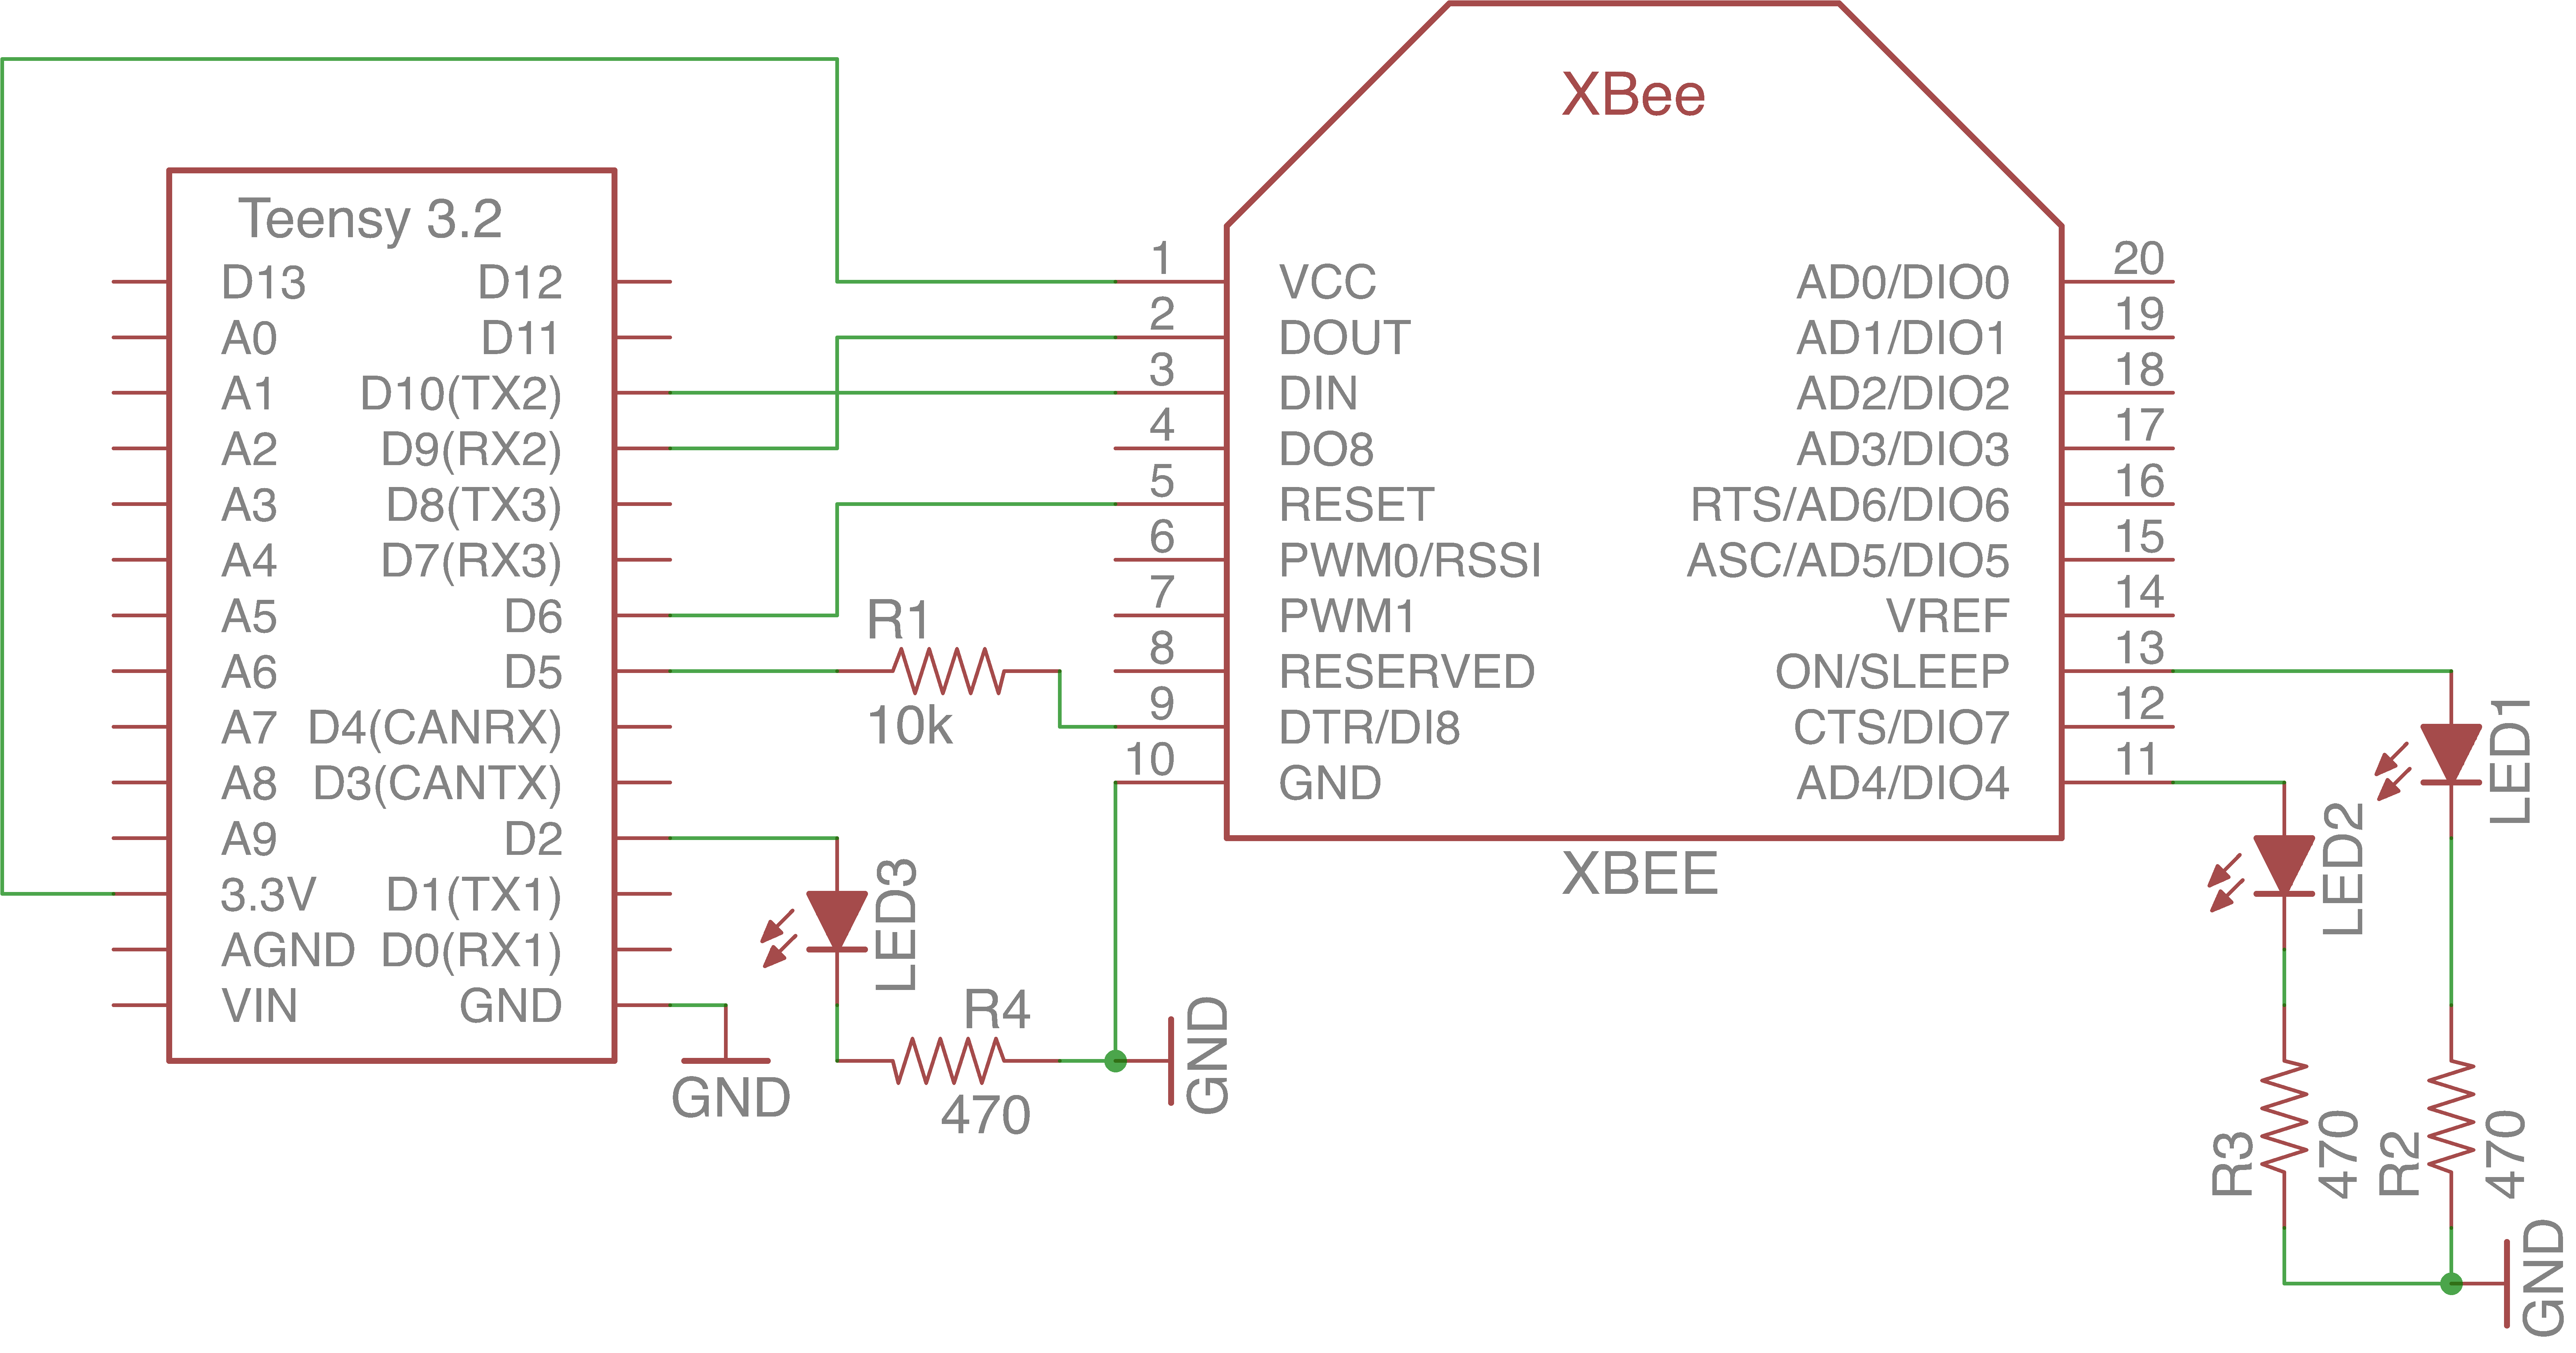 XBee
Teensy 3.2
D13 D12
A0 D11
A1 D10(TX2)
A2 D9(RX2)
A3 D8(TX3)
A4 D7(RX3)
A5 D6
A6 D5
A7 D4(CANRX)
A8 D3(CANTX)
A9 D2
3.3V D1(TX1)
AGND D0(RX1)
VIN GND
GND
R1
10k
LED3
R4
470
GND
1 VCC AD0/DIO0 20
2 DOUT AD1/DIO1 19
3 DIN AD2/DIO2 18
4 DO8 AD3/DIO3 17
5 RESET RTS/AD6/DIO6 16
6 PWM0/RSSI ASC/AD5/DIO5 15
7 PWM1 VREF 14
8 RESERVED ON/SLEEP 13
9 DTR/DI8 CTS/DIO7 12
10 GND AD4/DIO4 11
XBEE
LED1
LED2
R3
470
R2
470
GND